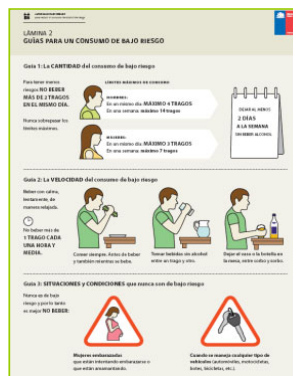 LÁMINA 2
GUÍAS PARA UN CONSUMO DE BAJO RIESGO
Guía 1: La CANTIDAD del consumo de bajo riesgo
Para tener menos
riesgo: NO BEBER
MÁS DE 2 TRAGOS
EN EL MISMO DÍA.
Nunca sobrepasar los
límites máximos.
LÍMITES MÁXIMOS DE CONSUMO
HOMBRES:
En un mismo día: MÁXIMO 4 TRAGOS
En una semana: máximo 14 tragos
MUJERES:
En un mismo día: MÁXIMO 3 TRAGOS
En una semana: máximo 7 tragos
DEJAR AL MENOS
2 DÍAS
A LA SEMANA
SIN BEBER ALCOHOL
Guía 2: La VELOCIDAD del consumo de bajo riesgo
Beber con calma,
lentamente, de
manera relajada.
No beber más de
1 TRAGO CADA
UNA HORA Y
MEDIA.
Comer siempre. Antes de beber
y también mientras se bebe.
Tomar bebidas sin alcohol
entre un trago y otro.
Dejar el vaso o la botella en
la mesa, entre sorbo y sorbo.
Guía 3: SITUACIONES y CONDICIONES que nunca son de bajo riesgo
Nunca es de bajo
riesgo y por lo tanto
es mejor NO BEBER:
Mujeres embarazadas
que están intentando embarazarse o
que están amamantando.
Cuando se maneja cualquier tipo de
vehículos (automóviles, motocicletas,
botes, bicicletas, etc.).